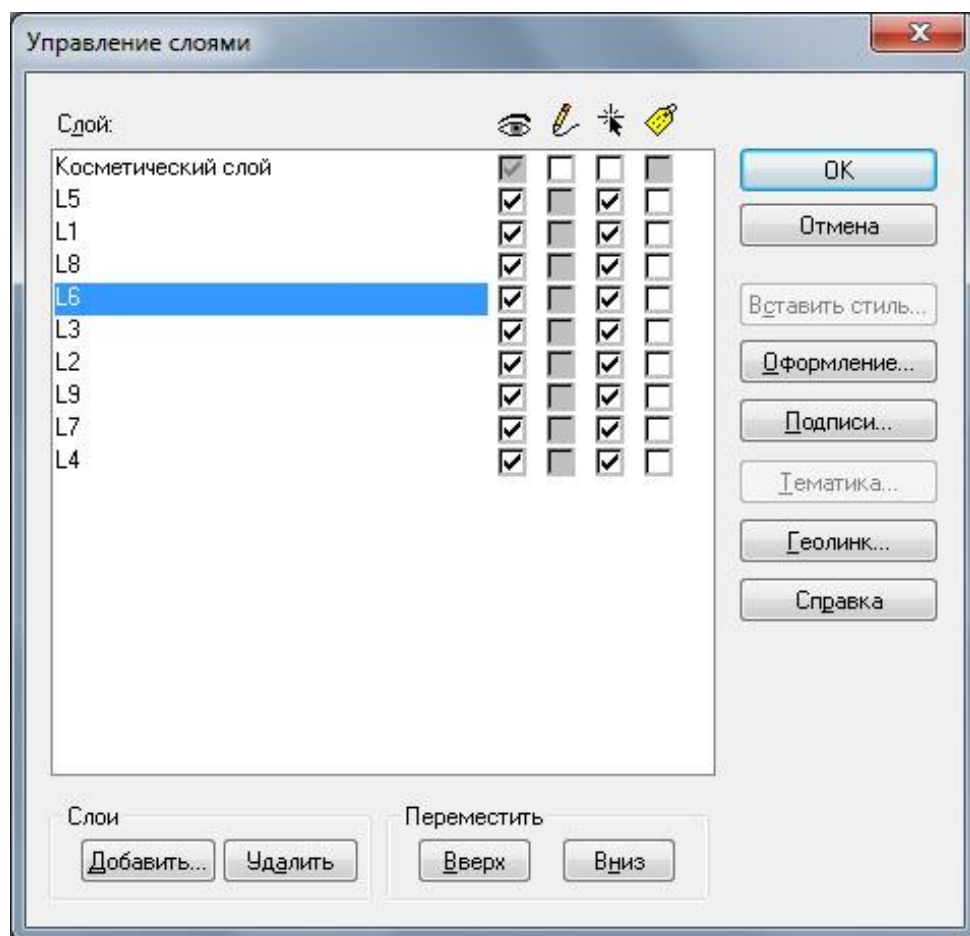 Управление слоями
Слой:
Косметический слой
L5
L1
L8
L6
L3
L2
L9
L7
L4
OK
Отмена
Вставить стиль...
Оформление...
Подписи...
Тематика...
Геолинк...
Справка
Слои
Добавить...
Удалить
Переместить
Вверх
Вниз